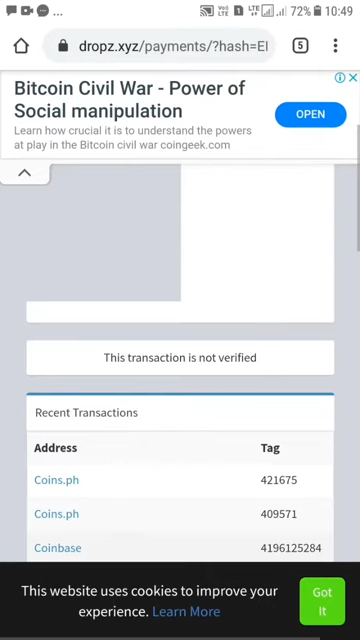 ... LTE 72% 10:49
dropz.xyz/payments/?hash=El 5
Bitcoin Civil War - Power of
Social manipulation
Learn how crucial it is to understand the powers
at play in the Bitcoin civil war coingeek.com
OPEN
This transaction is not verified
Recent Transactions
Address Tag
Coins.ph 421675
Coins.ph 409571
Coinbase 4196125284
This website uses cookies to improve your
experience. Learn More
Got
It